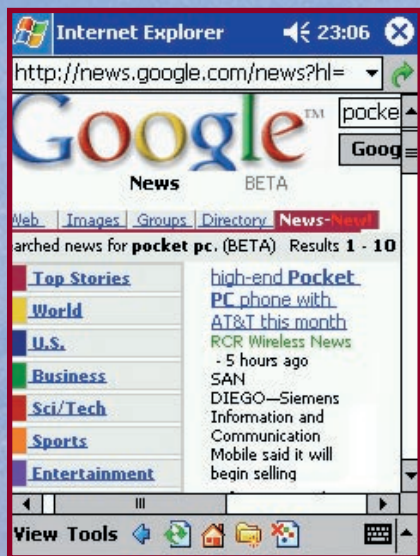 Internet Explorer 23:06
http://news.google.com/news?hl=
Google™ pocke
Goog
News BETA
Web Images Groups Directory News-New!
arched news for pocket pc. (BETA) Results 1 - 10
Top Stories
World
U.S.
Business
Sci/Tech
Sports
Entertainment
high-end Pocket
PC phone with
AT&T this month
RCR Wireless News
- 5 hours ago
SAN
DIEGO—Siemens
Information and
Communication
Mobile said it will
begin selling
View Tools